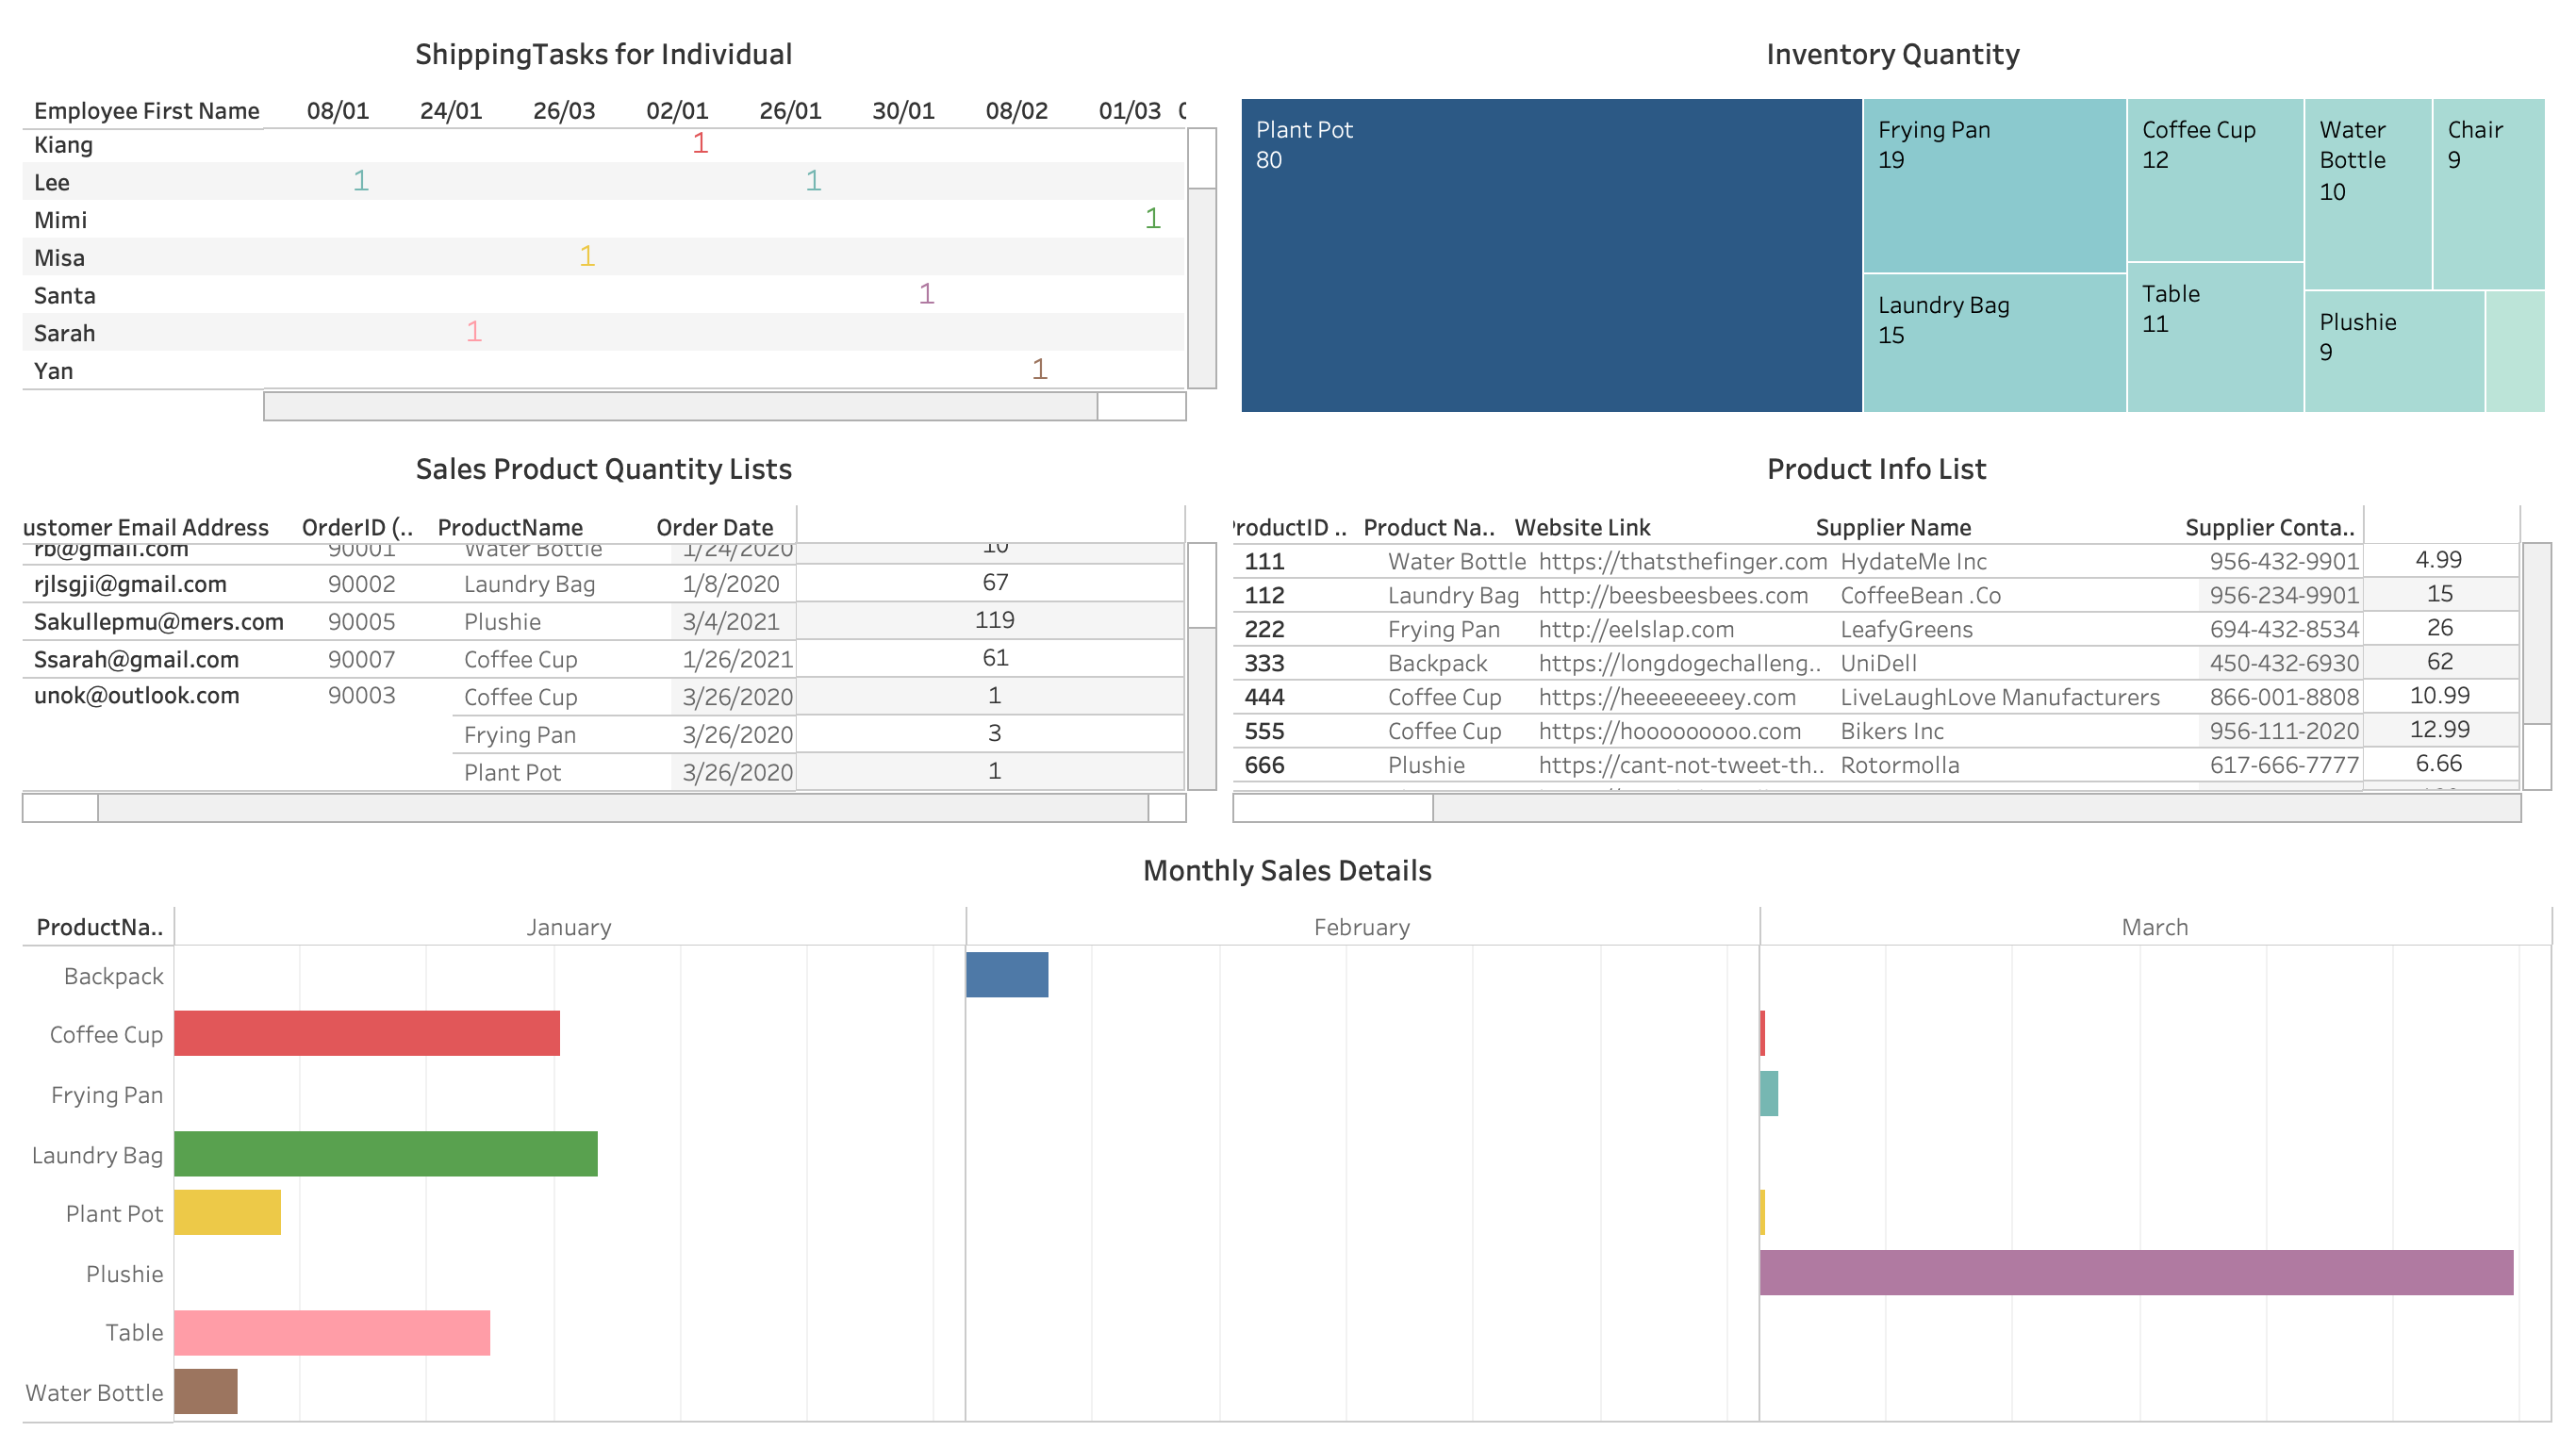 ShippingTasks for Individual
Employee First Name 08/01 24/01 26/03 02/01 26/01 30/01 08/02 01/03
Kiang 1
Lee 1 1
Mimi 1
Misa 1
Santa 1
Sarah 1
Yan 1
Inventory Quantity
Plant Pot
80
Frying Pan
19
Laundry Bag
15
Coffee Cup
12
Table
11
Water
Bottle
10
Chair
9
Plushie
9
Sales Product Quantity Lists
ustomer Email Address OrderID (.. ProductName Order Date
rb@gmail.com 90001 Water Bottle 1/24/2020 10
rjlsgji@gmail.com 90002 Laundry Bag 1/8/2020 67
Sakullepmu@mers.com 90005 Plushie 3/4/2021 119
Ssarah@gmail.com 90007 Coffee Cup 1/26/2021 61
unok@outlook.com 90003 Coffee Cup 3/26/2020 1
Frying Pan 3/26/2020 3
Plant Pot 3/26/2020 1
Product Info List
roductID .. Product Na.. Website Link Supplier Name Supplier Conta..
111 Water Bottle https://thatsthefinger.com HydateMe Inc 956-432-9901 4.99
112 Laundry Bag http://beesbeesbees.com CoffeeBean .Co 956-234-9901 15
222 Frying Pan http://eelslap.com LeafyGreens 694-432-8534 26
333 Backpack https://longdogechalleng.. UniDell 450-432-6930 62
444 Coffee Cup https://heeeeeeeey.com LiveLaughLove Manufacturers 866-001-8808 10.99
555 Coffee Cup https://hooooooooo.com Bikers Inc 956-111-2020 12.99
666 Plushie https://cant-not-tweet-th.. Rotormolla 617-666-7777 6.66
Monthly Sales Details
ProductNa.. January February March
Backpack
Coffee Cup
Frying Pan
Laundry Bag
Plant Pot
Plushie
Table
Water Bottle